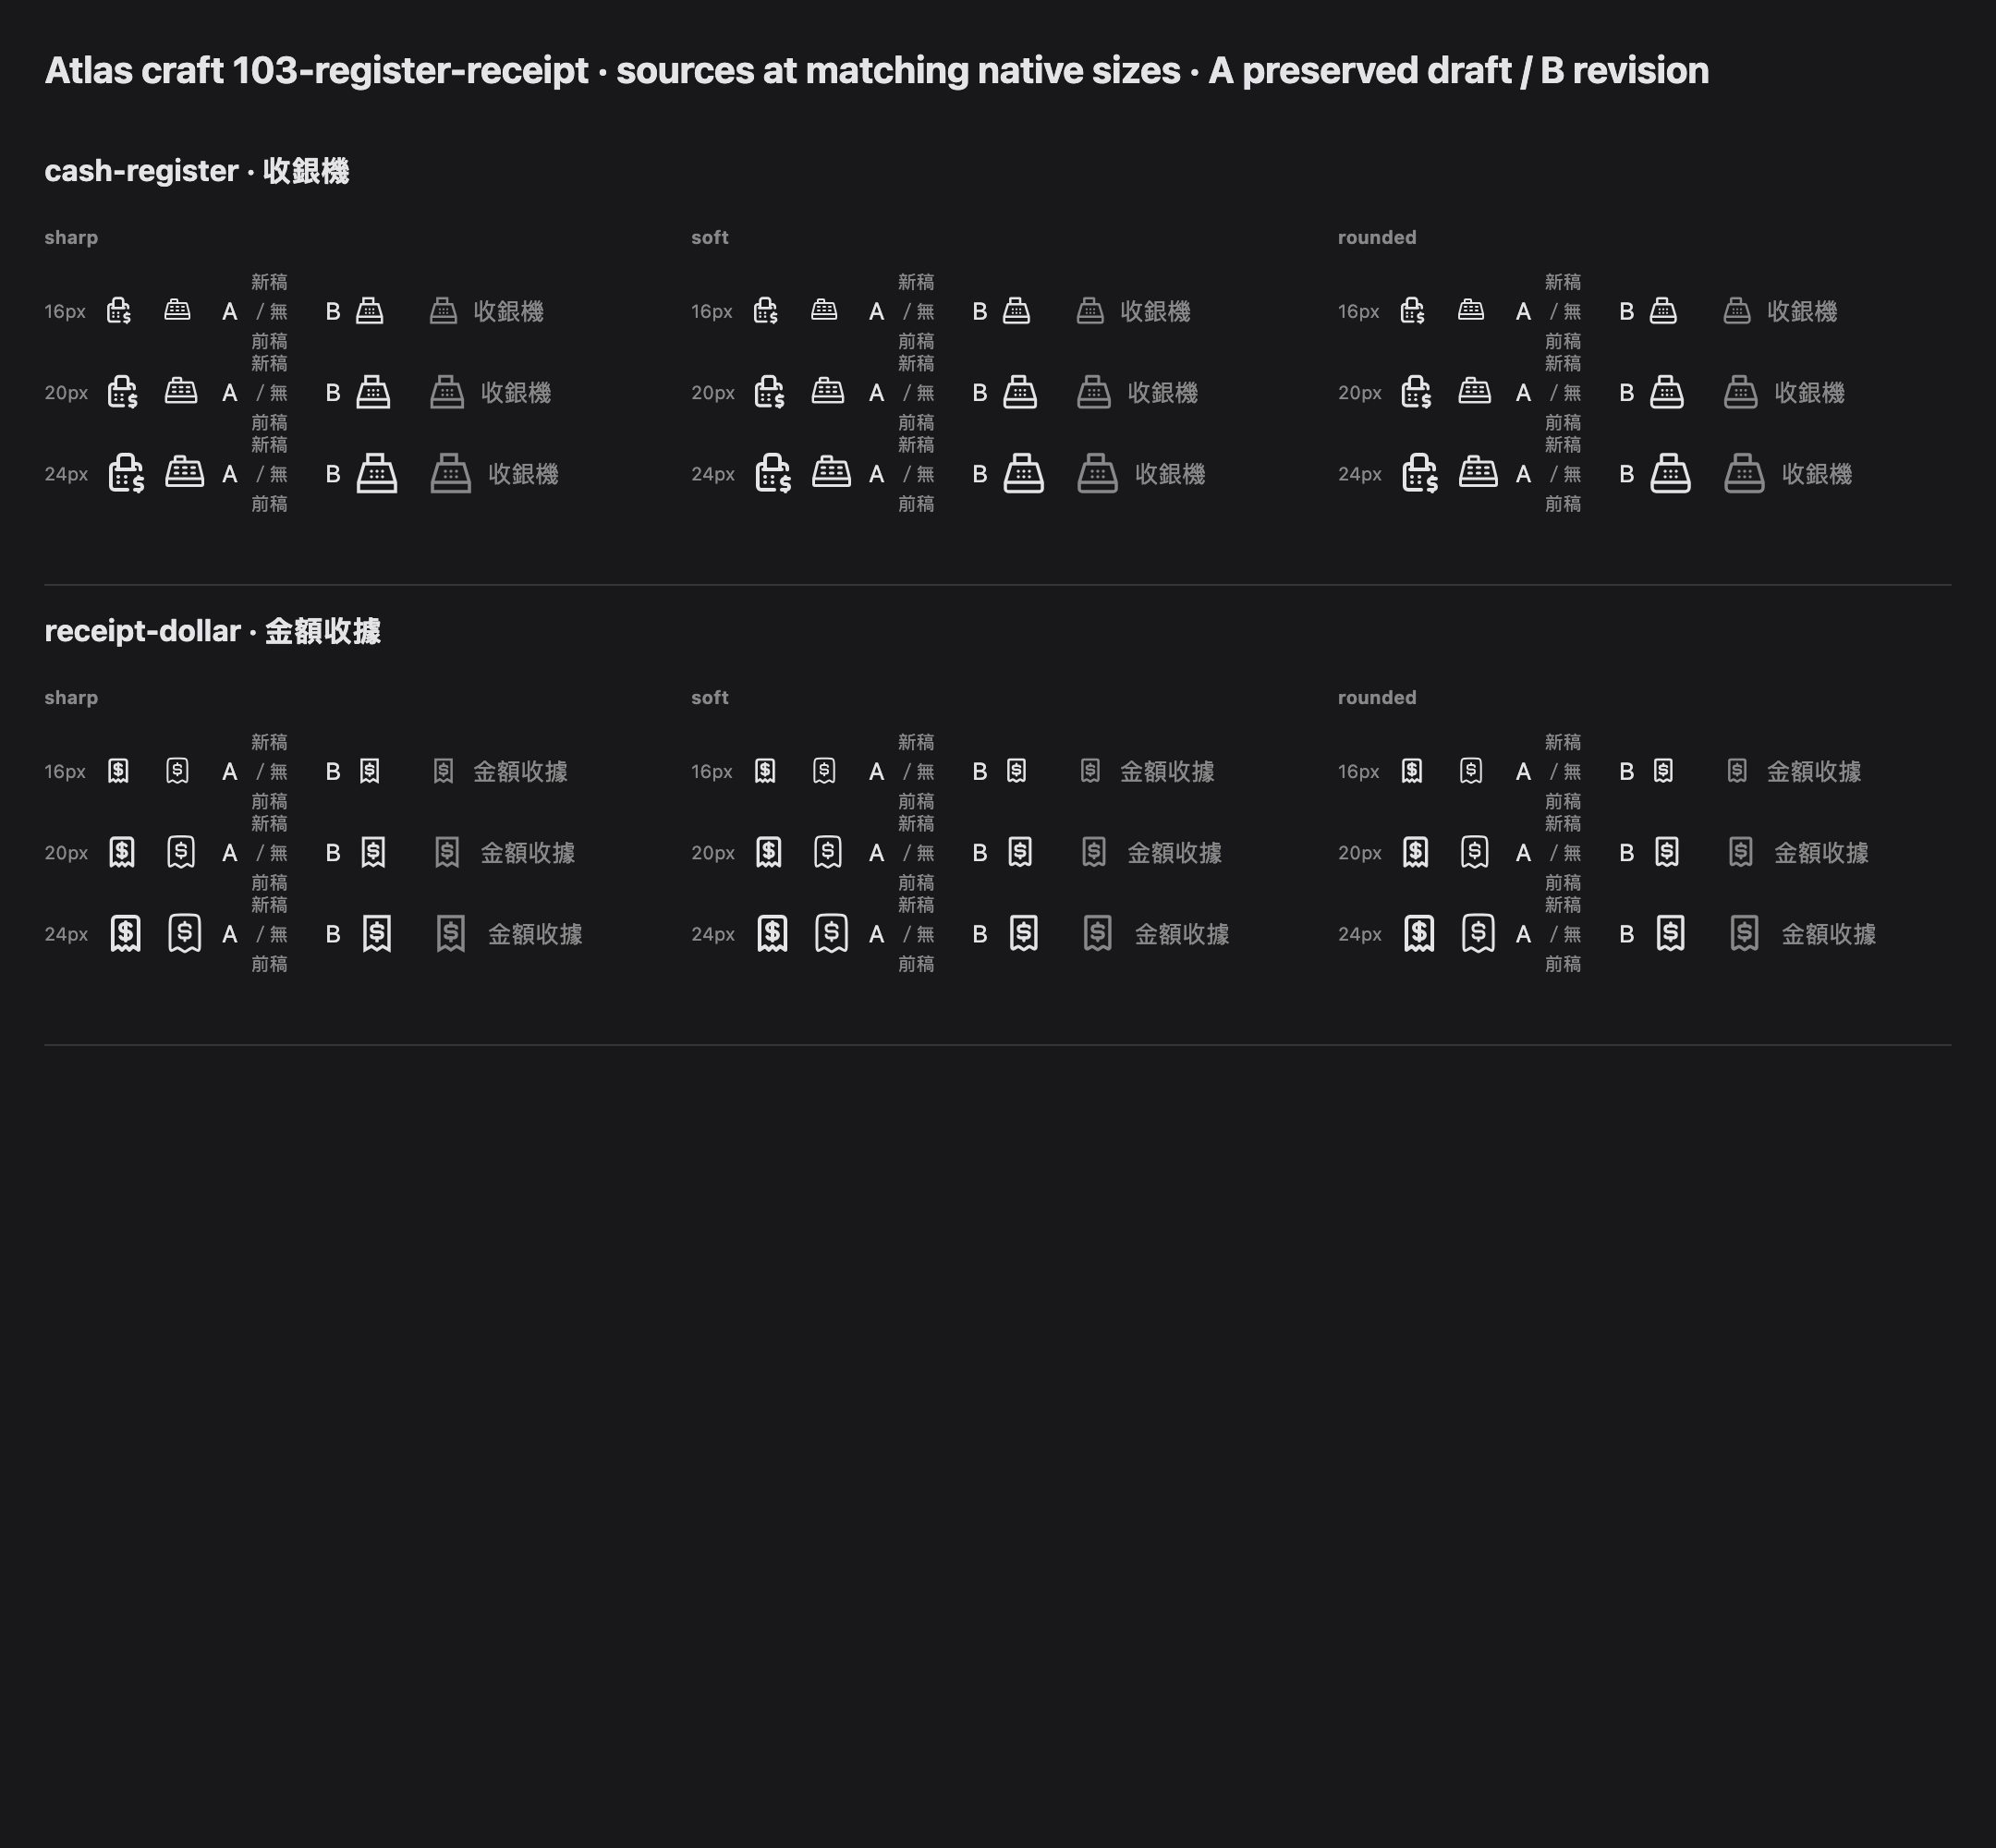 Atlas craft 103-register-receipt · sources at matching native sizes · A preserved draft / B revision
cash-register · 收銀機
sharp
16px A 新稿 / 無前稿 B 收銀機
20px A 新稿 / 無前稿 B 收銀機
24px A 新稿 / 無前稿 B 收銀機
soft
16px A 新稿 / 無前稿 B 收銀機
20px A 新稿 / 無前稿 B 收銀機
24px A 新稿 / 無前稿 B 收銀機
rounded
16px A 新稿 / 無前稿 B 收銀機
20px A 新稿 / 無前稿 B 收銀機
24px A 新稿 / 無前稿 B 收銀機
receipt-dollar · 金額收據
sharp
16px A 新稿 / 無前稿 B 金額收據
20px A 新稿 / 無前稿 B 金額收據
24px A 新稿 / 無前稿 B 金額收據
soft
16px A 新稿 / 無前稿 B 金額收據
20px A 新稿 / 無前稿 B 金額收據
24px A 新稿 / 無前稿 B 金額收據
rounded
16px A 新稿 / 無前稿 B 金額收據
20px A 新稿 / 無前稿 B 金額收據
24px A 新稿 / 無前稿 B 金額收據